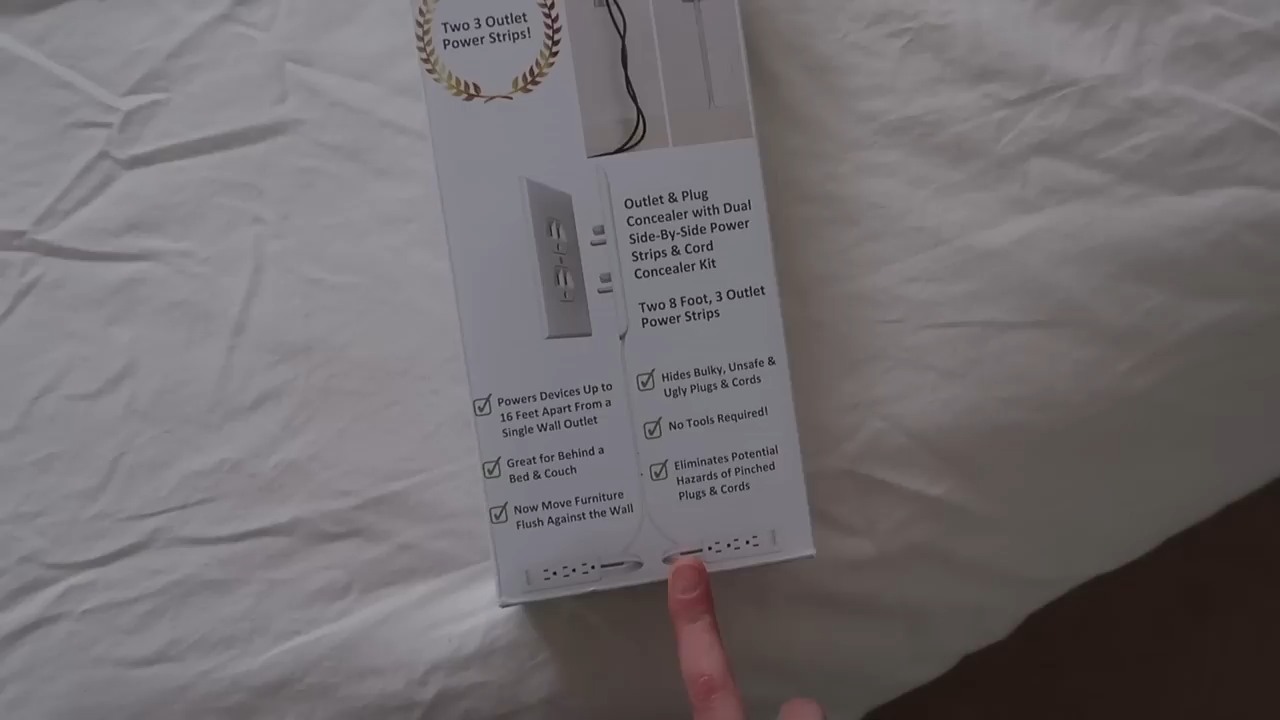 Two 3 Outlet
Power Strips!
Outlet & Plug
Concealer with Dual
Side-By-Side Power
Strips & Cord
Concealer Kit
Two 8 Foot, 3 Outlet
Power Strips
Powers Devices Up to
16 Feet Apart From a
Single Wall Outlet
Great for Behind a
Bed & Couch
Now Move Furniture
Flush Against the Wall
Hides Bulky, Unsafe &
Ugly Plugs & Cords
No Tools Required!
Eliminates Potential
Hazards of Pinched
Plugs & Cords